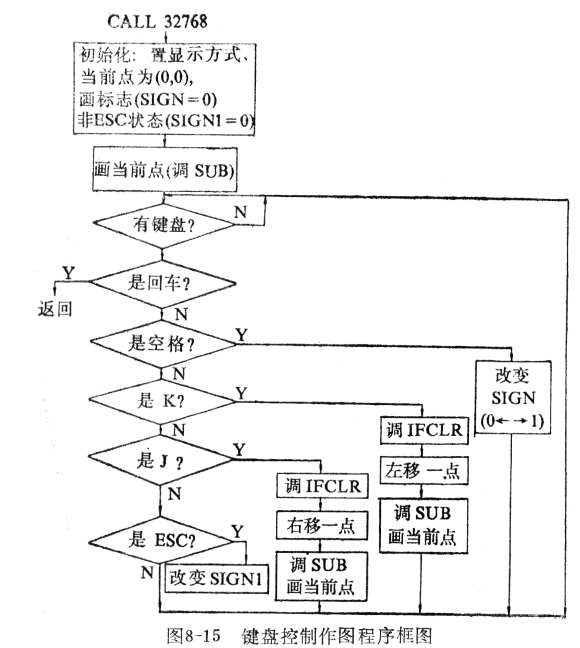 CALL 32768
初始化: 置显示方式、
当前点为(0,0),
画标志(SIGN=0)
非ESC状态(SIGN1=0)
画当前点(调 SUB)
有键盘?
N
是回车?
Y
返回
N
是空格?
Y
N
改变
SIGN
(0←→1)
是 K?
Y
N
调 IFCLR
左移一点
调 SUB
画当前点
是 J ?
Y
N
调 IFCLR
右移一点
调 SUB
画当前点
是 ESC?
Y
N
改变 SIGN1
图8-15 键盘控制作图程序框图